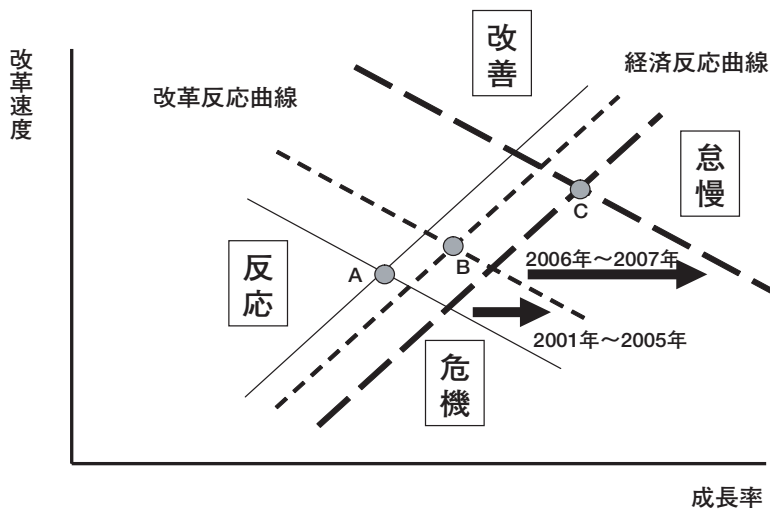 改革速度
改善
経済反応曲線
改革反応曲線
怠慢
C
反応
A
B
2006年～2007年
2001年～2005年
危機
成長率